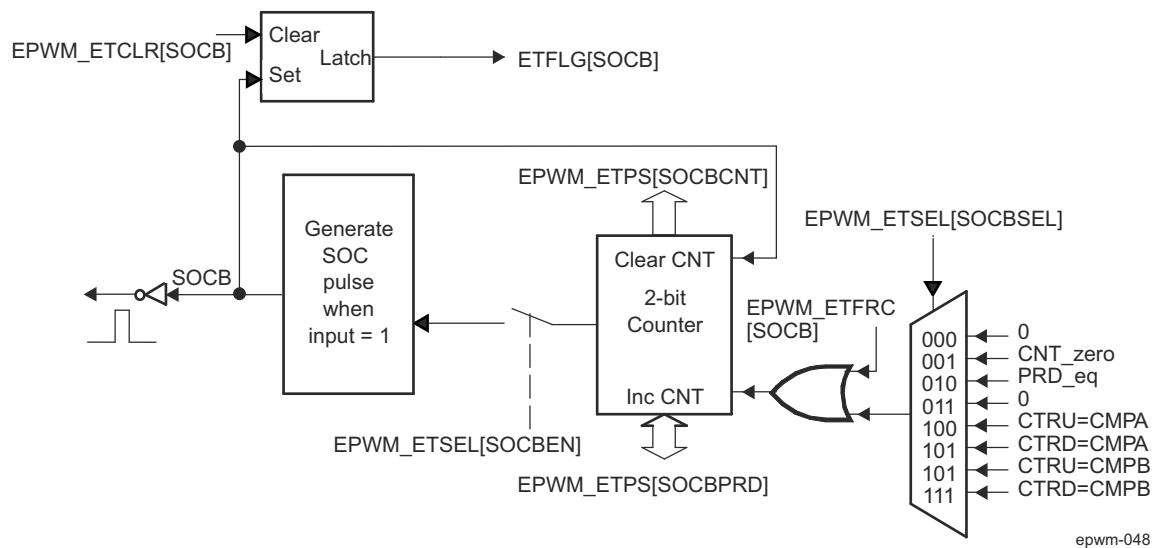 EPWM_ETCLR[SOCB]
Clear
Latch
Set
ETFLG[SOCB]
EPWM_ETPS[SOCBCNT]
EPWM_ETSEL[SOCBSEL]
Generate
SOC
pulse
when
input = 1
SOCB
Clear CNT
2-bit
Counter
Inc CNT
EPWM_ETFRC
[SOCB]
000
001
010
011
100
101
101
111
0
CNT_zero
PRD_eq
0
CTRU=CMPA
CTRD=CMPA
CTRU=CMPB
CTRD=CMPB
EPWM_ETSEL[SOCBEN]
EPWM_ETPS[SOCBPRD]
epwm-048